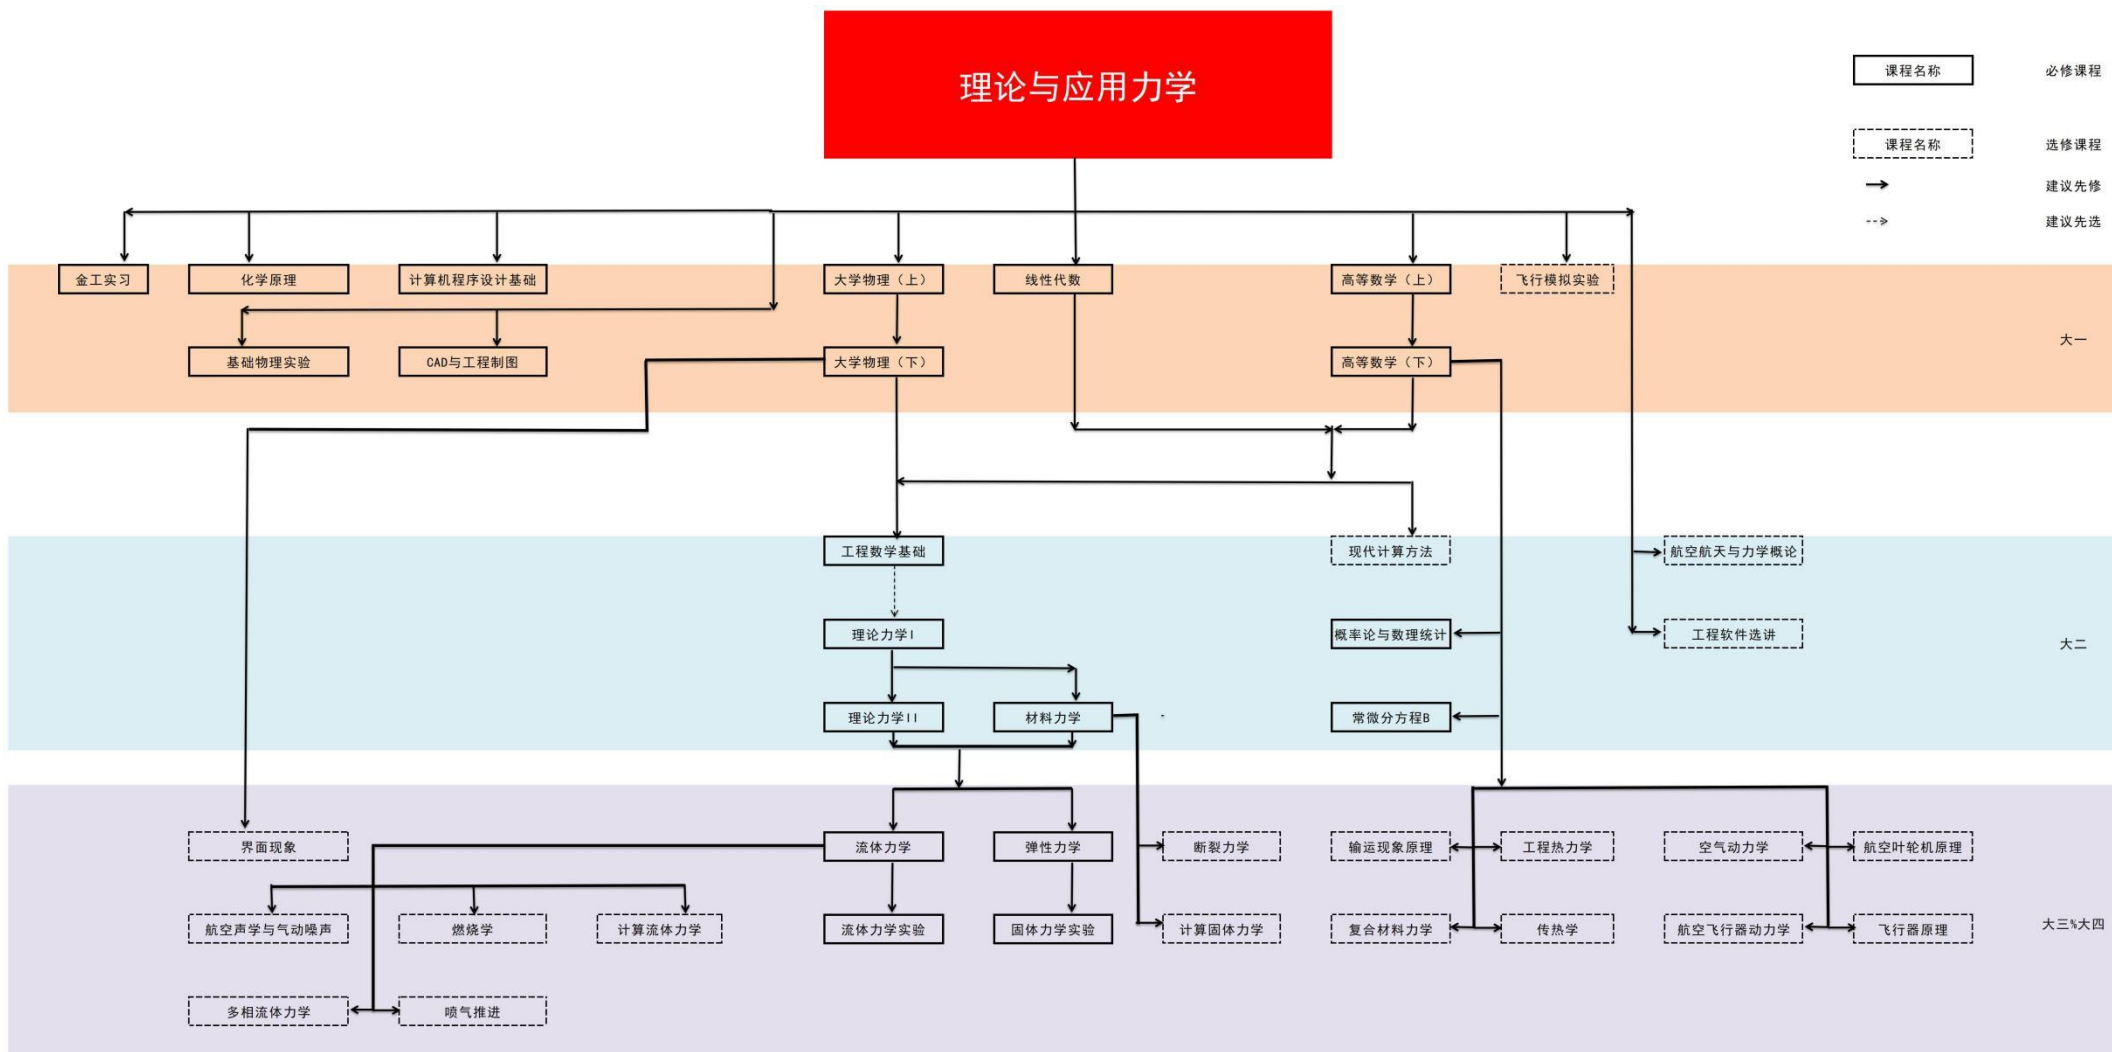 理论与应用力学
课程名称 必修课程
课程名称 选修课程
建议先修
建议先选
金工实习 化学原理 计算机程序设计基础 大学物理（上） 线性代数 高等数学（上） 飞行模拟实验
大一
基础物理实验 CAD与工程制图 大学物理（下） 高等数学（下）
工程数学基础 现代计算方法 航空航天与力学概论
理论力学I 概率论与数理统计 工程软件选讲
大二
理论力学II 材料力学 - 常微分方程B
界面现象 流体力学 弹性力学 断裂力学 输运现象原理 工程热力学 空气动力学 航空叶轮机原理
航空声学与气动噪声 燃烧学 计算流体力学 流体力学实验 固体力学实验 计算固体力学 复合材料力学 传热学 航空飞行器动力学 飞行器原理
大三%大四
多相流体力学 喷气推进